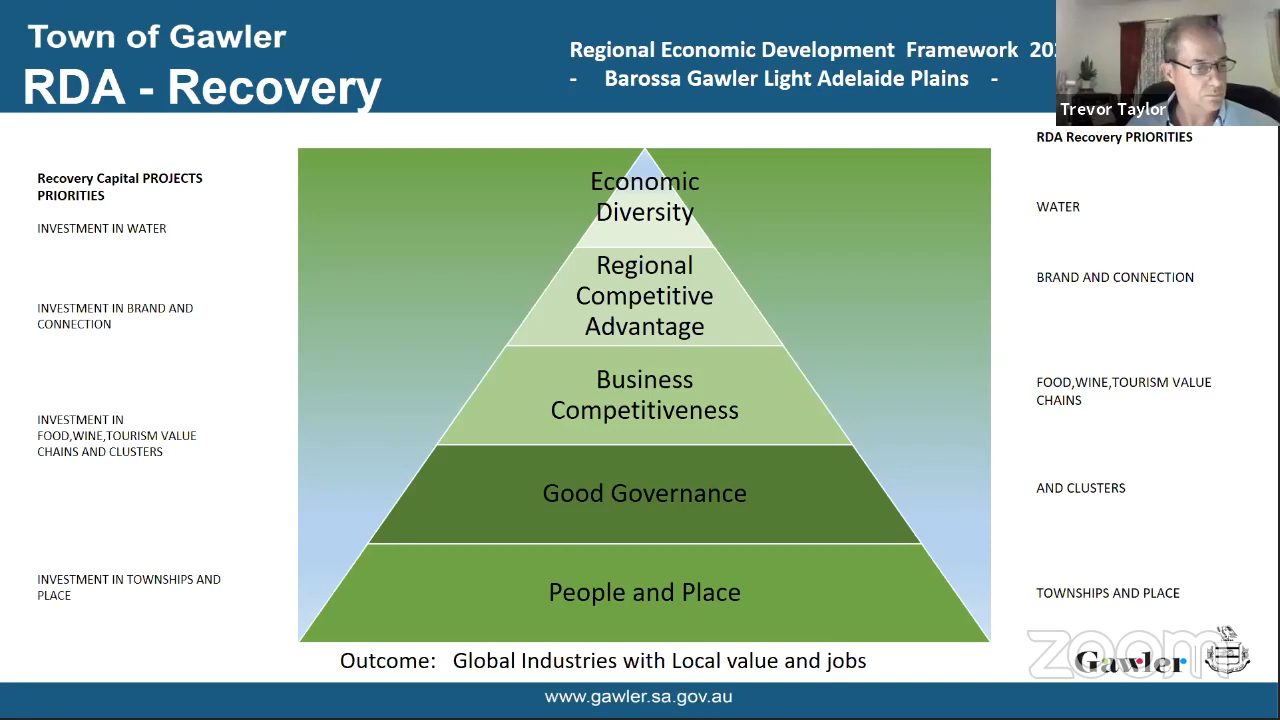 Town of Gawler
RDA - Recovery
Regional Economic Development Framework
- Barossa Gawler Light Adelaide Plains -
Trevor Taylor
Recovery Capital PROJECTS
PRIORITIES
INVESTMENT IN WATER
INVESTMENT IN BRAND AND
CONNECTION
INVESTMENT IN
FOOD,WINE,TOURISM VALUE
CHAINS AND CLUSTERS
INVESTMENT IN TOWNSHIPS AND
PLACE
Economic
Diversity
Regional
Competitive
Advantage
Business
Competitiveness
Good Governance
People and Place
RDA Recovery PRIORITIES
WATER
BRAND AND CONNECTION
FOOD,WINE,TOURISM VALUE
CHAINS
AND CLUSTERS
TOWNSHIPS AND PLACE
Outcome: Global Industries with Local value and jobs
zoom
Gawler
www.gawler.sa.gov.au